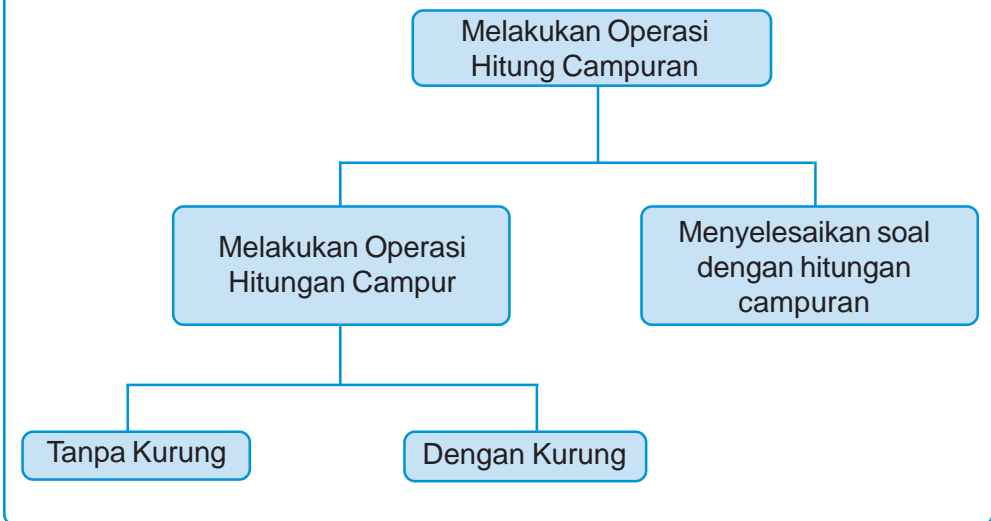 Melakukan Operasi
Hitung Campuran
Melakukan Operasi
Hitungan Campur
Menyelesaikan soal
dengan hitungan
campuran
Tanpa Kurung
Dengan Kurung